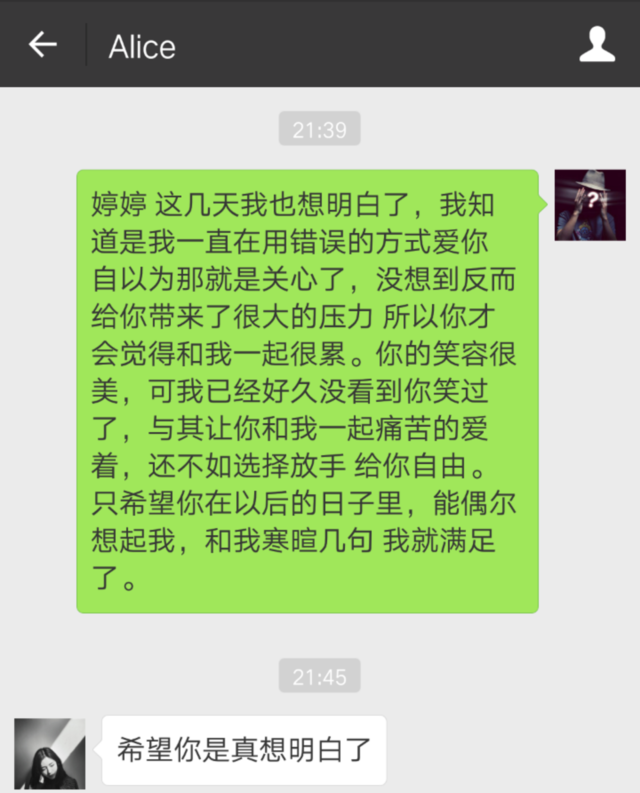 Alice
21:39
婷婷 这几天我也想明白了，我知
道是我一直在用错误的方式爱你
自以为那就是关心了，没想到反而
给你带来了很大的压力 所以你才
会觉得和我一起很累。你的笑容很
美，可我已经好久没看到你笑过
了，与其让你和我一起痛苦的爱
着，还不如选择放手 给你自由。
只希望你在以后的日子里，能偶尔
想起我，和我寒暄几句 我就满足
了。
21:45
希望你是真想明白了